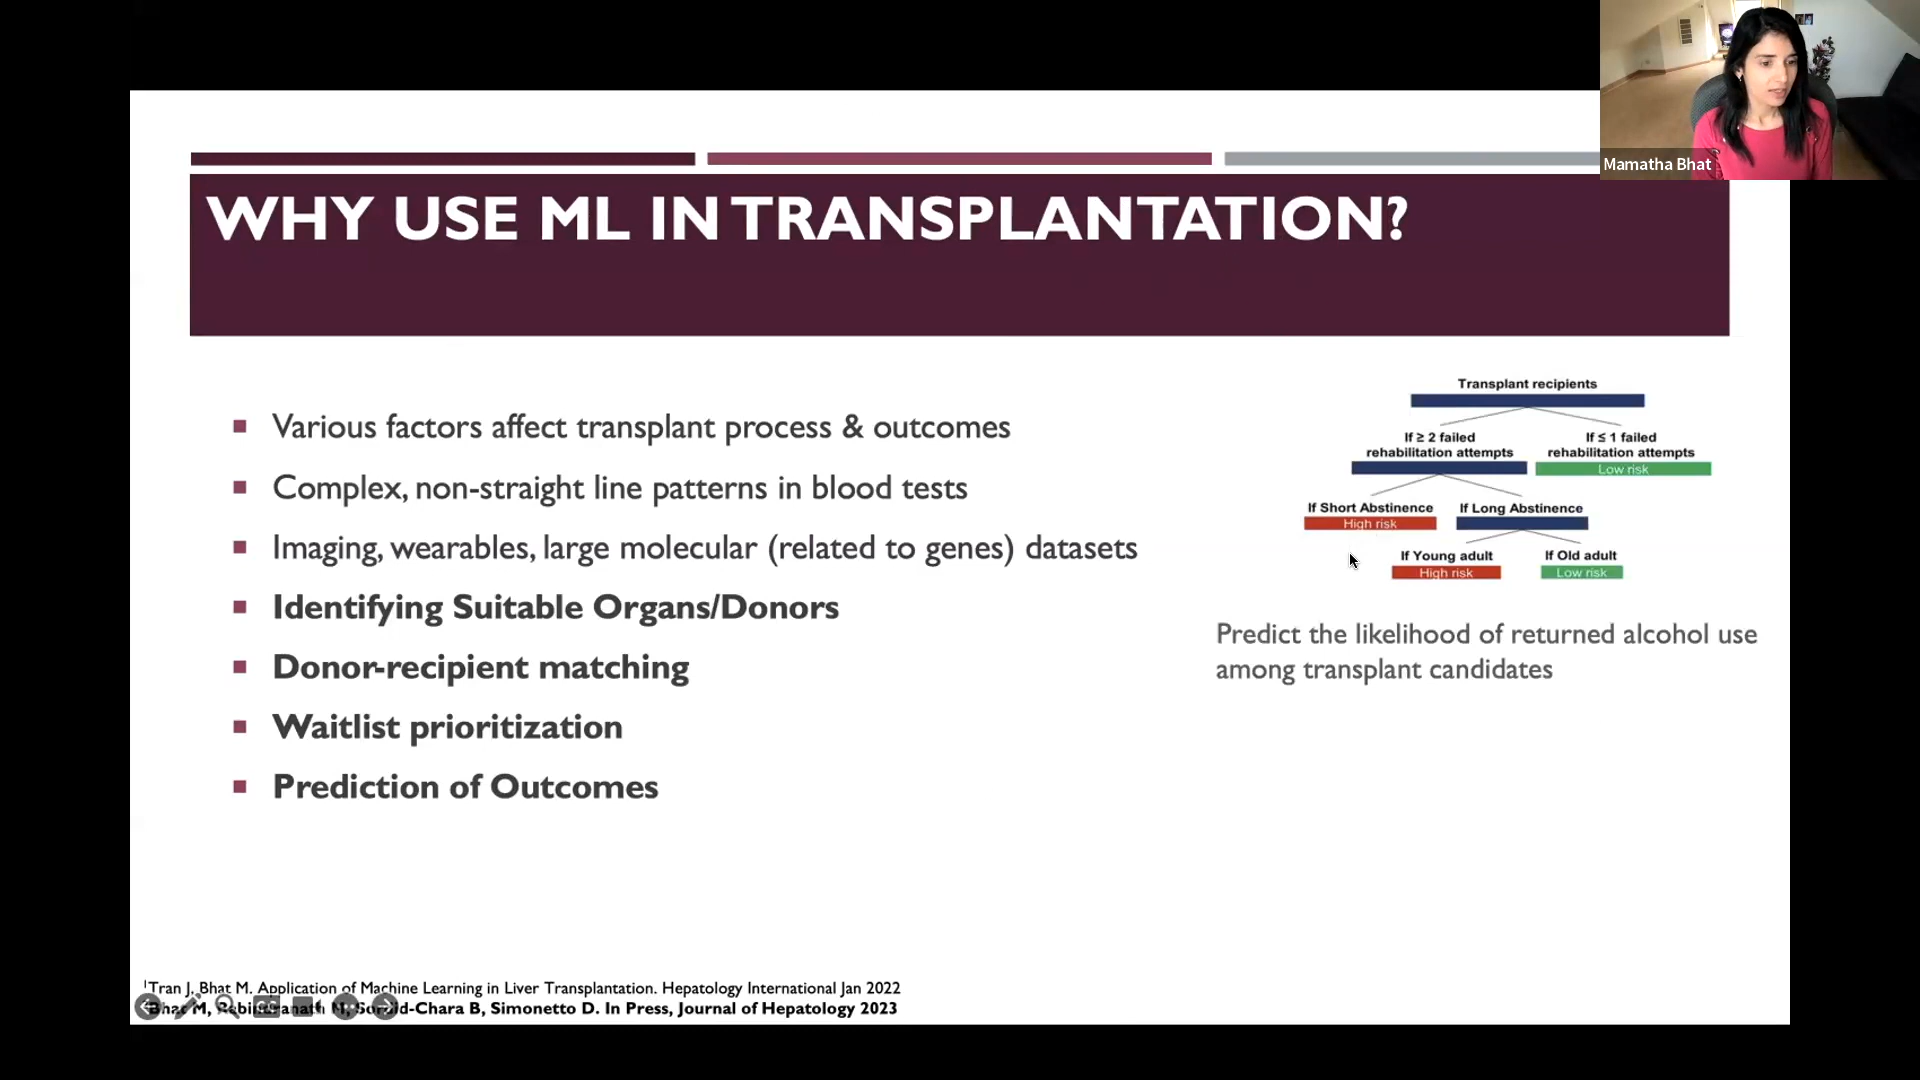 Mamatha Bhat
WHY USE ML IN TRANSPLANTATION?
Various factors affect transplant process & outcomes
Complex, non-straight line patterns in blood tests
Imaging, wearables, large molecular (related to genes) datasets
Identifying Suitable Organs/Donors
Donor-recipient matching
Waitlist prioritization
Prediction of Outcomes
Transplant recipients
If ≥ 2 failed
rehabilitation attempts
If ≤ 1 failed
rehabilitation attempts
Low risk
If Short Abstinence
High risk
If Long Abstinence
If Young adult
High risk
If Old adult
Low risk
Predict the likelihood of returned alcohol use
among transplant candidates
1Tran J, Bhat M. Application of Machine Learning in Liver Transplantation. Hepatology International Jan 2022
Bhat M, B, Simonetto D. In Press, Journal of Hepatology 2023